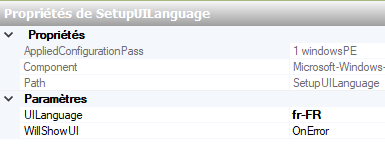 Propriétés de SetupUILanguage
Propriétés
AppliedConfigurationPass 1 windowsPE
Component Microsoft-Windows-
Path SetupUILanguage
Paramètres
UILanguage fr-FR
WillShowUI OnError